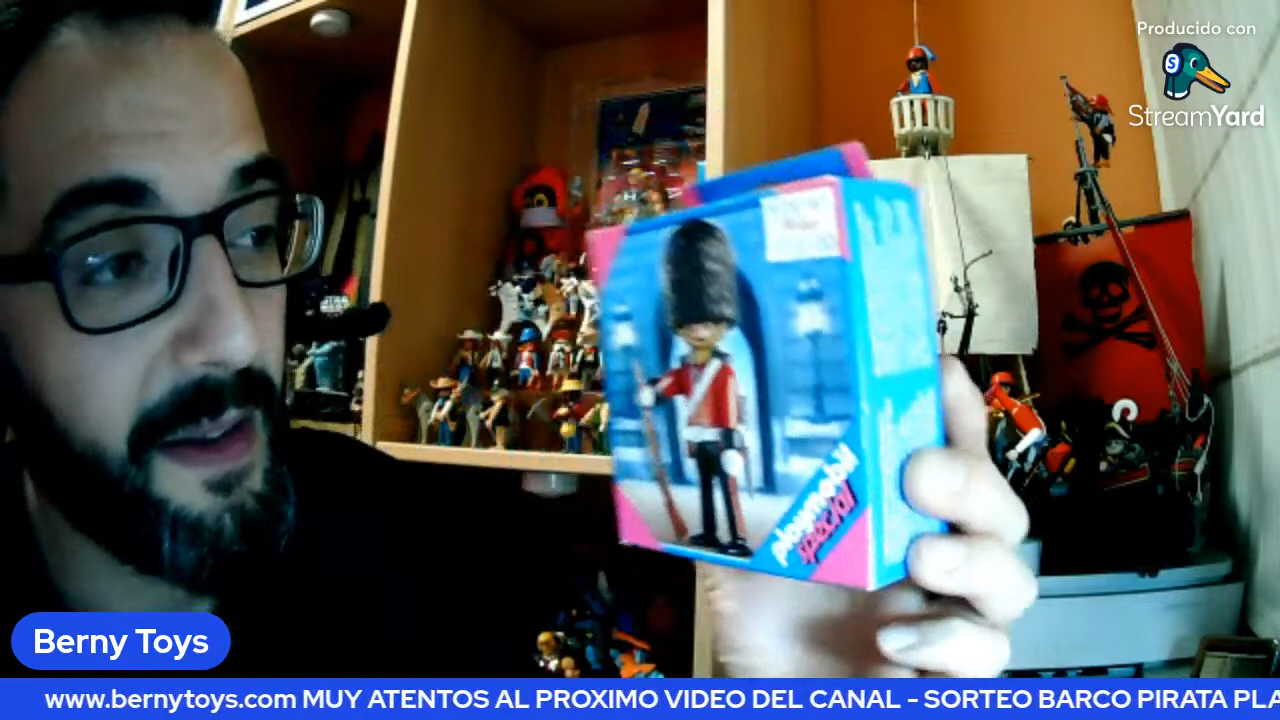 Producido con
StreamYard
playmobil
special
Berny Toys
www.bernytoys.com MUY ATENTOS AL PROXIMO VIDEO DEL CANAL - SORTEO BARCO PIRATA PLA